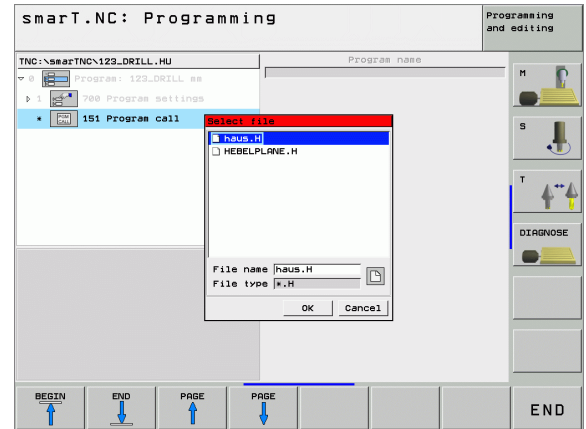 smarT.NC: Programming
Programming
and editing
TNC:\smarTNC\123_DRILL.HU
Program name
0 Program: 123_DRILL mm
1 700 Program settings
* PGM CALL 151 Program call
Select file
haus.H
HEBELPLANE.H
File name haus.H
File type *.H
OK Cancel
M
S
T
DIAGNOSE
BEGIN END PAGE PAGE
END